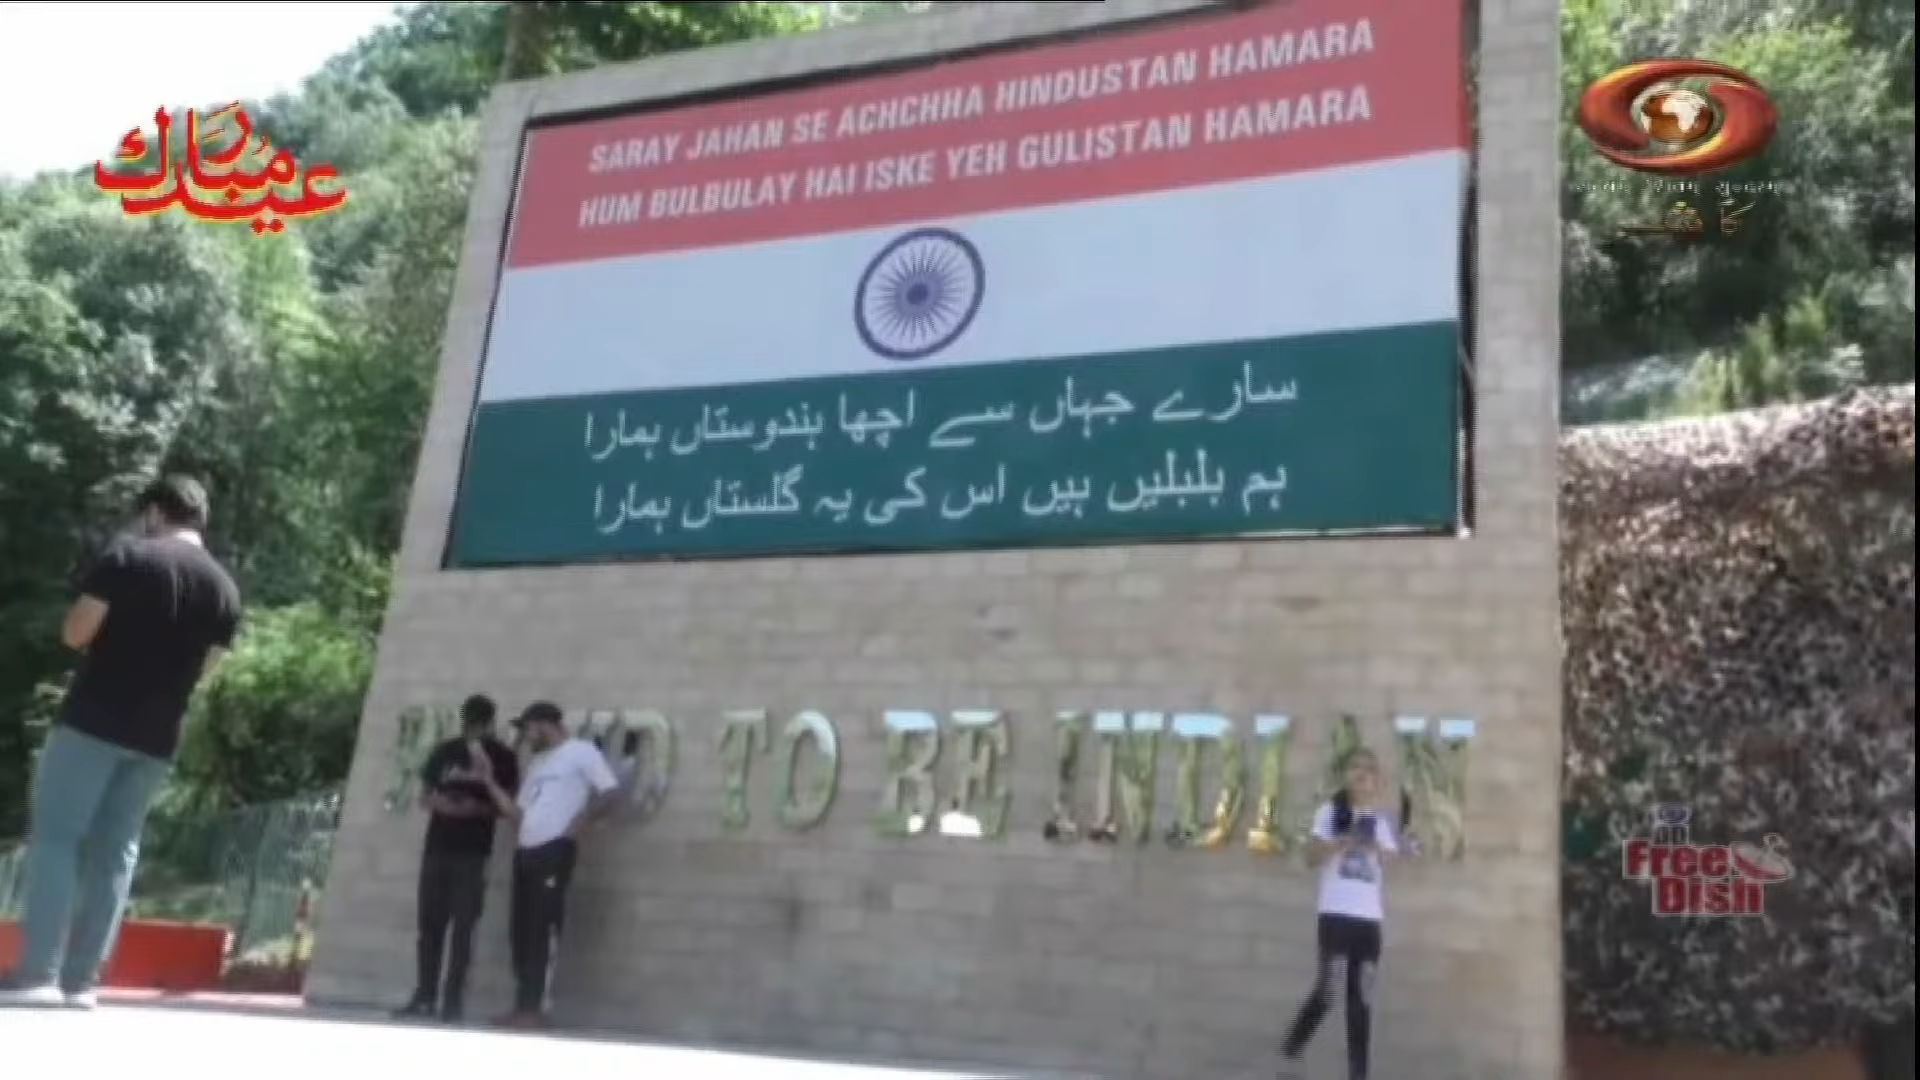 عید مبارک
SARAY JAHAN SE ACHCHHA HINDUSTAN HAMARA
HUM BULBULAY HAI ISKE YEH GULISTAN HAMARA
سارے جہاں سے اچھا ہندوستاں ہمارا
ہم بلبلیں ہیں اس کی یہ گلستاں ہمارا
TO BE INDIAN
DD
Free
Dish